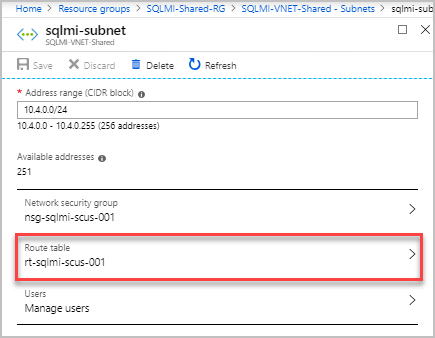 Home > Resource groups > SQLMI-Shared-RG > SQLMI-VNET-Shared - Subnets > sqlmi-sub
sqlmi-subnet
SQLMI-VNET-Shared
Save Discard Delete Refresh
* Address range (CIDR block)
10.4.0.0/24
10.4.0.0 - 10.4.0.255 (256 addresses)
Available addresses
251
Network security group
nsg-sqlmi-scus-001
Route table
rt-sqlmi-scus-001
Users
Manage users